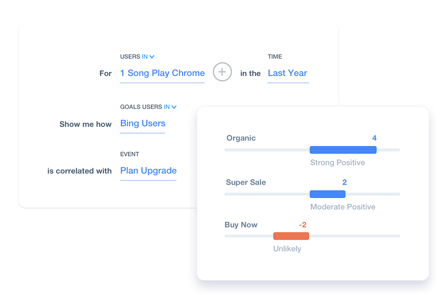 USERS IN
TIME
For 1 Song Play Chrome in the Last Year
GOALS USERS IN
Show me how Bing Users
EVENT
is correlated with Plan Upgrade
Organic 4
Strong Positive
Super Sale 2
Moderate Positive
Buy Now -2
Unlikely